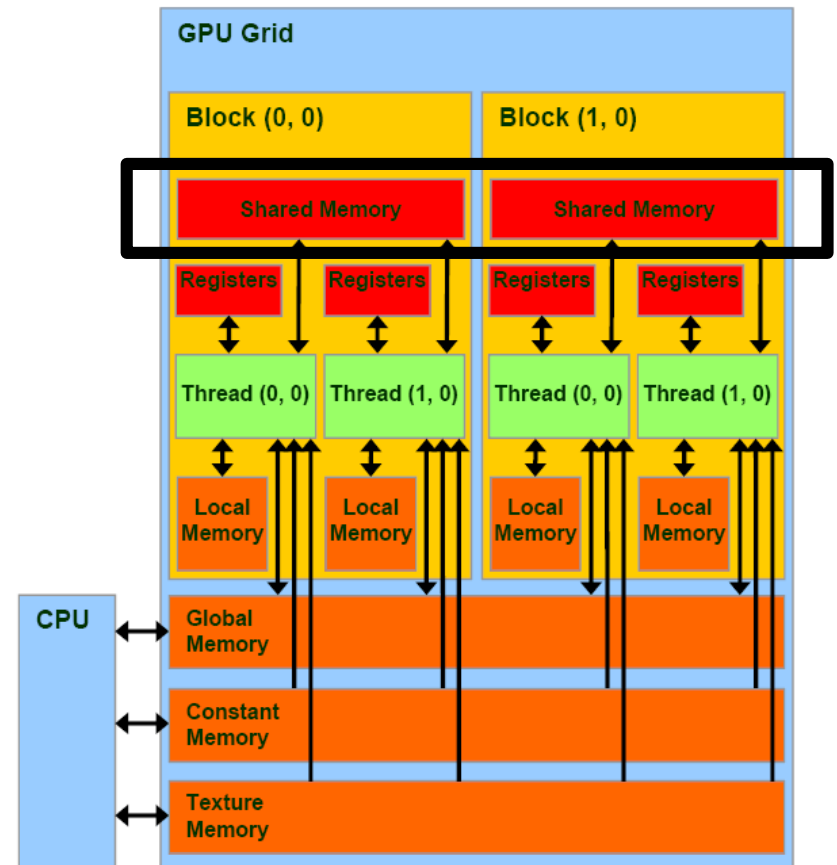 GPU Grid
Block (0, 0)
Block (1, 0)
Shared Memory
Shared Memory
Registers
Registers
Registers
Registers
Thread (0, 0)
Thread (1, 0)
Thread (0, 0)
Thread (1, 0)
Local
Memory
Local
Memory
Local
Memory
Local
Memory
CPU
Global
Memory
Constant
Memory
Texture
Memory